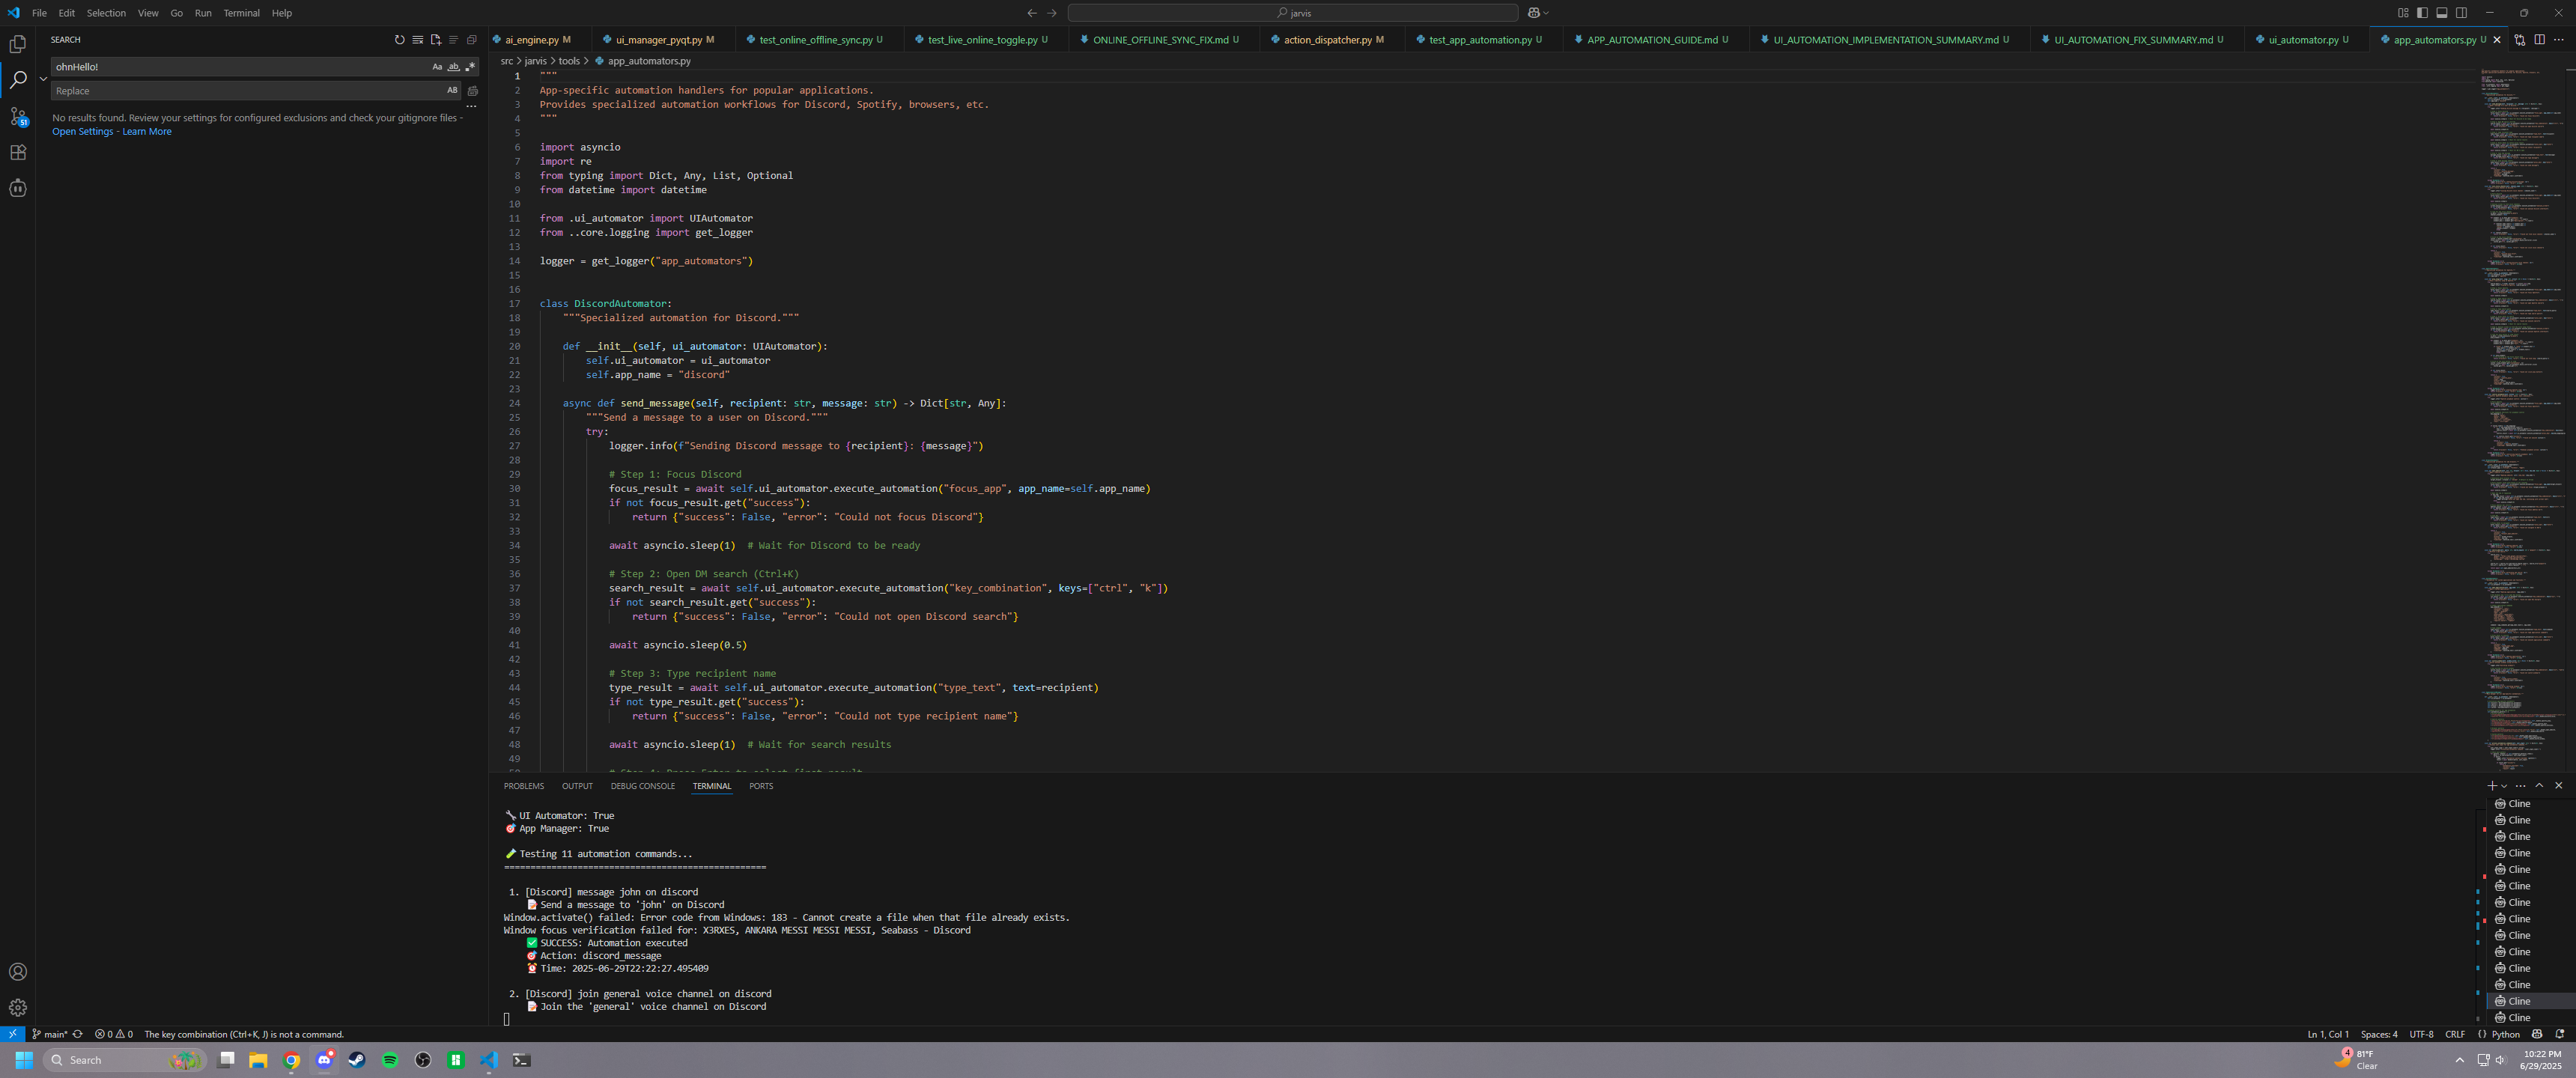 File Edit Selection View Go Run Terminal Help
jarvis
SEARCH
ohnHello!
Aa ab .*
Replace
AB
No results found. Review your settings for configured exclusions and check your gitignore files -
Open Settings - Learn More
51
ai_engine.py M
ui_manager_pyqt.py M
test_online_offline_sync.py U
test_live_online_toggle.py U
ONLINE_OFFLINE_SYNC_FIX.md U
action_dispatcher.py M
test_app_automation.py U
APP_AUTOMATION_GUIDE.md U
UI_AUTOMATION_IMPLEMENTATION_SUMMARY.md U
UI_AUTOMATION_FIX_SUMMARY.md U
ui_automator.py U
app_automators.py U
src > jarvis > tools > app_automators.py
1 """
2 App-specific automation handlers for popular applications.
3 Provides specialized automation workflows for Discord, Spotify, browsers, etc.
4 """
5
6 import asyncio
7 import re
8 from typing import Dict, Any, List, Optional
9 from datetime import datetime
10
11 from .ui_automator import UIAutomator
12 from ..core.logging import get_logger
13
14 logger = get_logger("app_automators")
15
16
17 class DiscordAutomator:
18 """Specialized automation for Discord."""
19
20 def __init__(self, ui_automator: UIAutomator):
21 self.ui_automator = ui_automator
22 self.app_name = "discord"
23
24 async def send_message(self, recipient: str, message: str) -> Dict[str, Any]:
25 """Send a message to a user on Discord."""
26 try:
27 logger.info(f"Sending Discord message to {recipient}: {message}")
28
29 # Step 1: Focus Discord
30 focus_result = await self.ui_automator.execute_automation("focus_app", app_name=self.app_name)
31 if not focus_result.get("success"):
32 return {"success": False, "error": "Could not focus Discord"}
33
34 await asyncio.sleep(1) # Wait for Discord to be ready
35
36 # Step 2: Open DM search (Ctrl+K)
37 search_result = await self.ui_automator.execute_automation("key_combination", keys=["ctrl", "k"])
38 if not search_result.get("success"):
39 return {"success": False, "error": "Could not open Discord search"}
40
41 await asyncio.sleep(0.5)
42
43 # Step 3: Type recipient name
44 type_result = await self.ui_automator.execute_automation("type_text", text=recipient)
45 if not type_result.get("success"):
46 return {"success": False, "error": "Could not type recipient name"}
47
48 await asyncio.sleep(1) # Wait for search results
49
50 # Step 4: Press Enter to select first result
PROBLEMS OUTPUT DEBUG CONSOLE TERMINAL PORTS
🔧 UI Automator: True
🎯 App Manager: True
🧪 Testing 11 automation commands...
==================================================
1. [Discord] message john on discord
📝 Send a message to 'john' on Discord
Window.activate() failed: Error code from Windows: 183 - Cannot create a file when that file already exists.
Window focus verification failed for: X3RXES, ANKARA MESSI MESSI MESSI, Seabass - Discord
✅ SUCCESS: Automation executed
🎯 Action: discord_message
⏰ Time: 2025-06-29T22:22:27.495409
2. [Discord] join general voice channel on discord
📝 Join the 'general' voice channel on Discord
Cline
Cline
Cline
Cline
Cline
Cline
Cline
Cline
Cline
Cline
Cline
Cline
Cline
Cline
main* 0 0 The key combination (Ctrl+K, J) is not a command.
Ln 1, Col 1 Spaces: 4 UTF-8 CRLF {} Python
Search
4
81°F
Clear
10:22 PM
6/29/2025